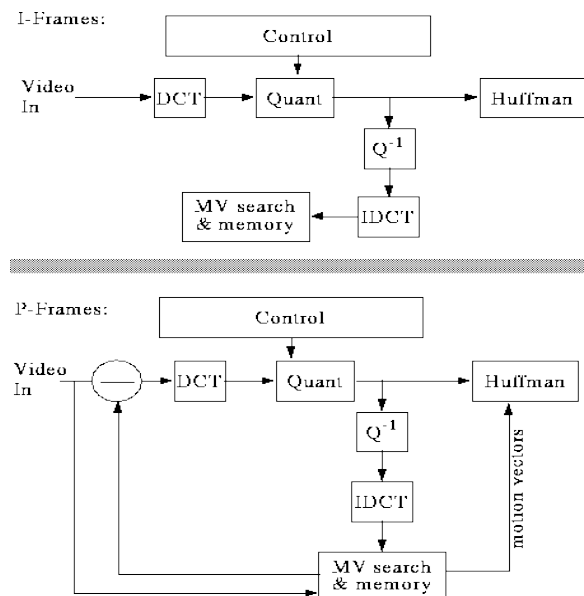 I-Frames:
Control
Video
In
DCT
Quant
Huffman
Q-1
MV search
& memory
IDCT
P-Frames:
Control
Video
In
DCT
Quant
Huffman
Q-1
motion vectors
IDCT
MV search
& memory